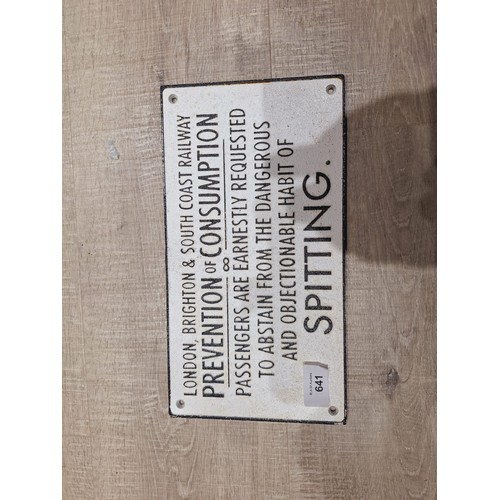 LONDON, BRIGHTON & SOUTH COAST RAILWAY
PREVENTION OF CONSUMPTION
PASSENGERS ARE EARNESTLY REQUESTED
TO ABSTAIN FROM THE DANGEROUS
AND OBJECTIONABLE HABIT OF
SPITTING.
641